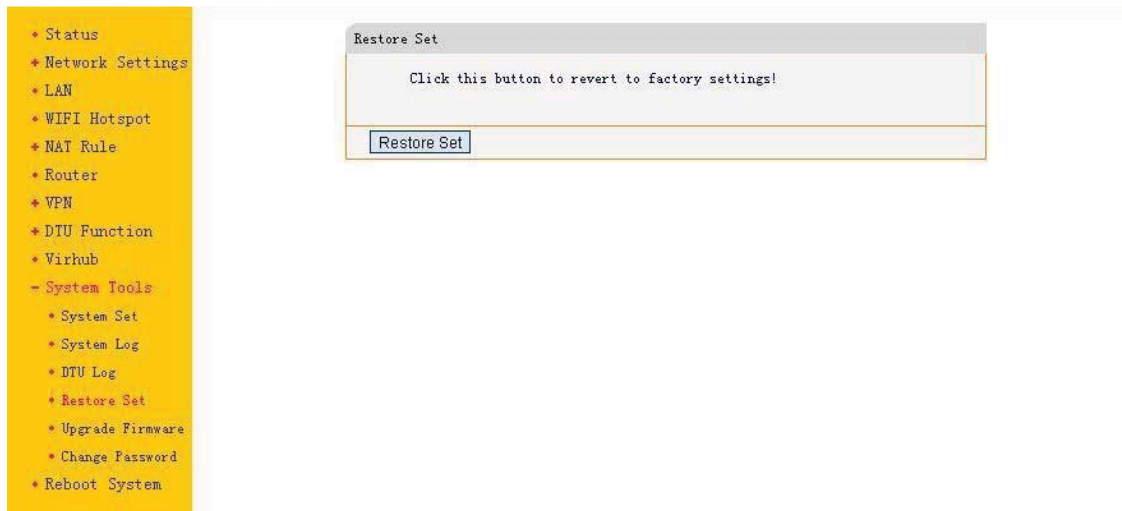 Status
Network Settings
LAN
WIFI Hotspot
NAT Rule
Router
VPN
DTU Function
Virhub
System Tools
System Set
System Log
DTU Log
Restore Set
Upgrade Firmware
Change Password
Reboot System
Restore Set
Click this button to revert to factory settings!
Restore Set